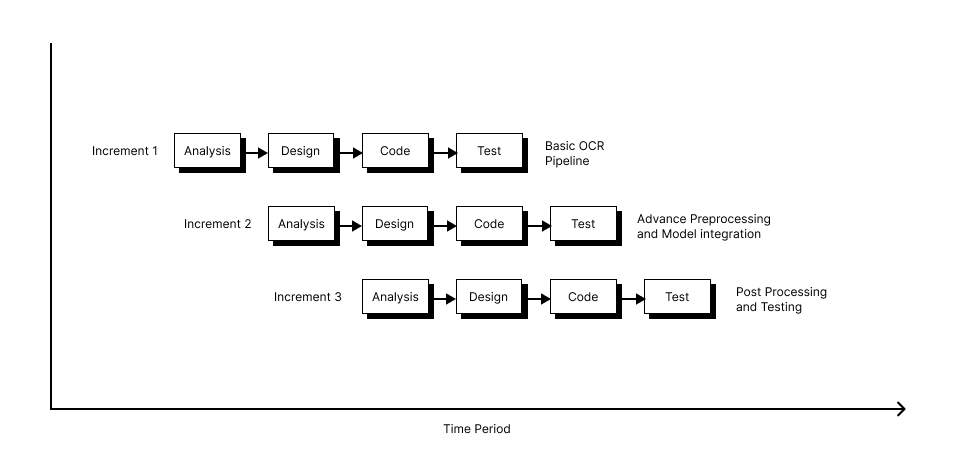 Increment 1 Analysis Design Code Test Basic OCR
Pipeline
Increment 2 Analysis Design Code Test Advance Preprocessing
and Model integration
Increment 3 Analysis Design Code Test Post Processing
and Testing
Time Period